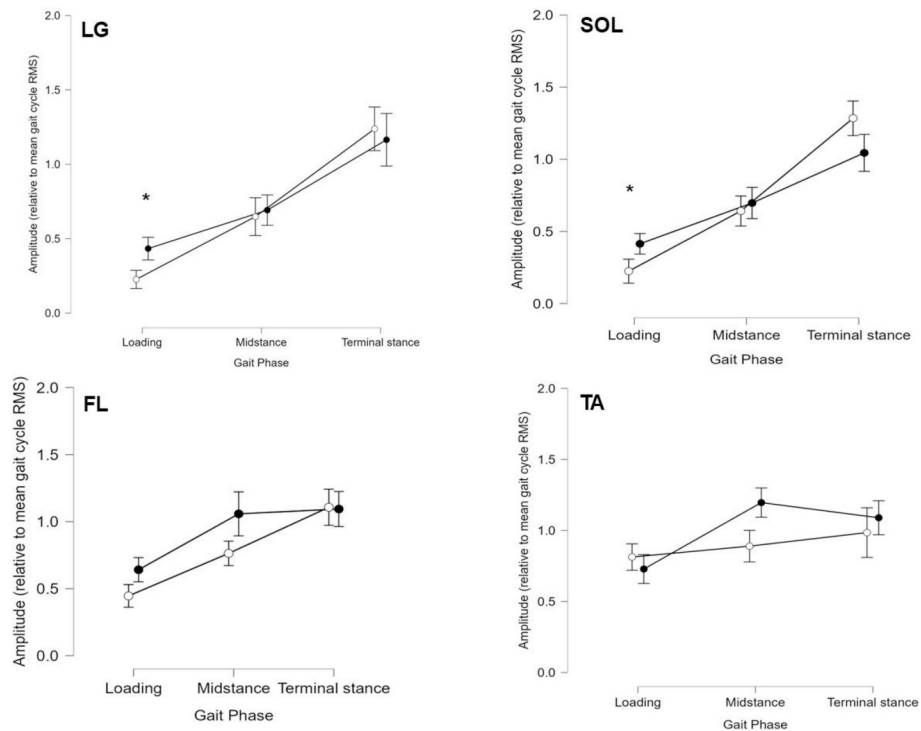 LG
Amplitude (relative to mean gait cycle RMS)
2.0
1.5
1.0
0.5
0.0
*
Loading
Midstance
Terminal stance
Gait Phase
SOL
Amplitude (relative to mean gait cycle RMS)
2.0
1.5
1.0
0.5
0.0
*
Loading
Midstance
Terminal stance
Gait Phase
FL
Amplitude (relative to mean gait cycle RMS)
2.0
1.5
1.0
0.5
0.0
Loading
Midstance
Terminal stance
Gait Phase
TA
Amplitude (relative to mean gait cycle RMS)
2.0
1.5
1.0
0.5
0.0
Loading
Midstance
Terminal stance
Gait Phase